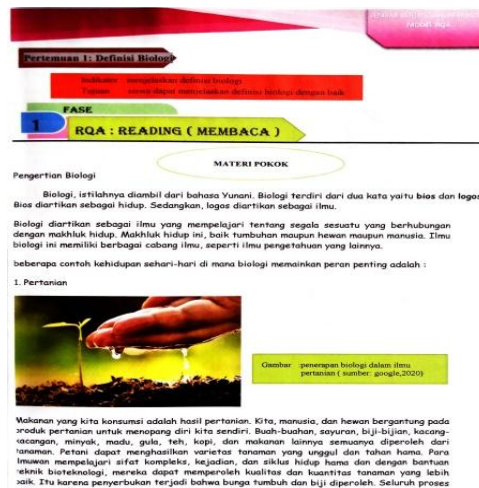 Pertemuan 1: Definisi Biologi
Indikator : menjelaskan definisi biologi
Tujuan : siswa dapat menjelaskan definisi biologi dengan baik
FASE
1
RQA : READING ( MEMBACA )
MATERI POKOK
Pengertian Biologi
Biologi, istilahnya diambil dari bahasa Yunani. Biologi terdiri dari dua kata yaitu bios dan logos
Bios diartikan sebagai hidup. Sedangkan, logos diartikan sebagai ilmu.
Biologi diartikan sebagai ilmu yang mempelajari tentang segala sesuatu yang berhubungan
dengan makhluk hidup. Makhluk hidup ini, baik tumbuhan maupun hewan maupun manusia. Ilmu
biologi ini memiliki berbagai cabang ilmu, seperti ilmu pengetahuan yang lainnya.
beberapa contoh kehidupan sehari-hari di mana biologi memainkan peran penting adalah :
1. Pertanian
Gambar penerapan biologi dalam ilmu
pertanian ( sumber: google,2020)
Makanan yang kita konsumsi adalah hasil pertanian. Kita, manusia, dan hewan bergantung pada
produk pertanian untuk menopang diri kita sendiri. Buah-buahan, sayuran, biji-bijian, kacang-
kacangan, minyak, madu, gula, teh, kopi, dan makanan lainnya semuanya diperoleh dari
tanaman. Petani dapat menghasilkan varietas tanaman yang unggul dan tahan hama. Para
ilmuwan mempelajari sifat kompleks, kejadian, dan siklus hidup hama dan dengan bantuan
teknik bioteknologi, mereka dapat memperoleh kualitas dan kuantitas tanaman yang lebih
baik. Itu karena penyerbukan terjadi bahwa bunga tumbuh dan biji diperoleh. Seluruh proses